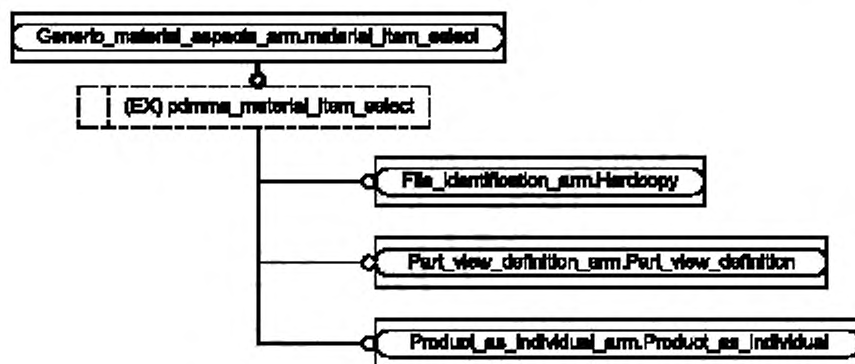 Generic_material_aspects_arm.material_item_select
(EX) pdmma_material_item_select
File_identification_arm.Hardcopy
Part_view_definition_arm.Part_view_definition
Product_as_individual_arm.Product_as_individual